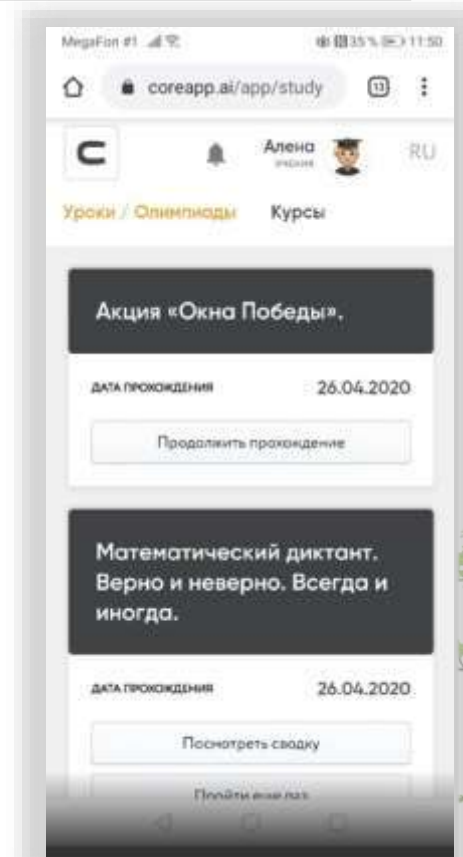 MegaFon #1 35 % 11:50
coreapp.ai/app/study 13
Алена RU
ученик
Уроки / Олимпиады Курсы
Акция «Окна Победы».
ДАТА ПРОХОЖДЕНИЯ 26.04.2020
Продолжить прохождение
Математический диктант.
Верно и неверно. Всегда и
иногда.
ДАТА ПРОХОЖДЕНИЯ 26.04.2020
Посмотреть сводку
Пройти еще раз